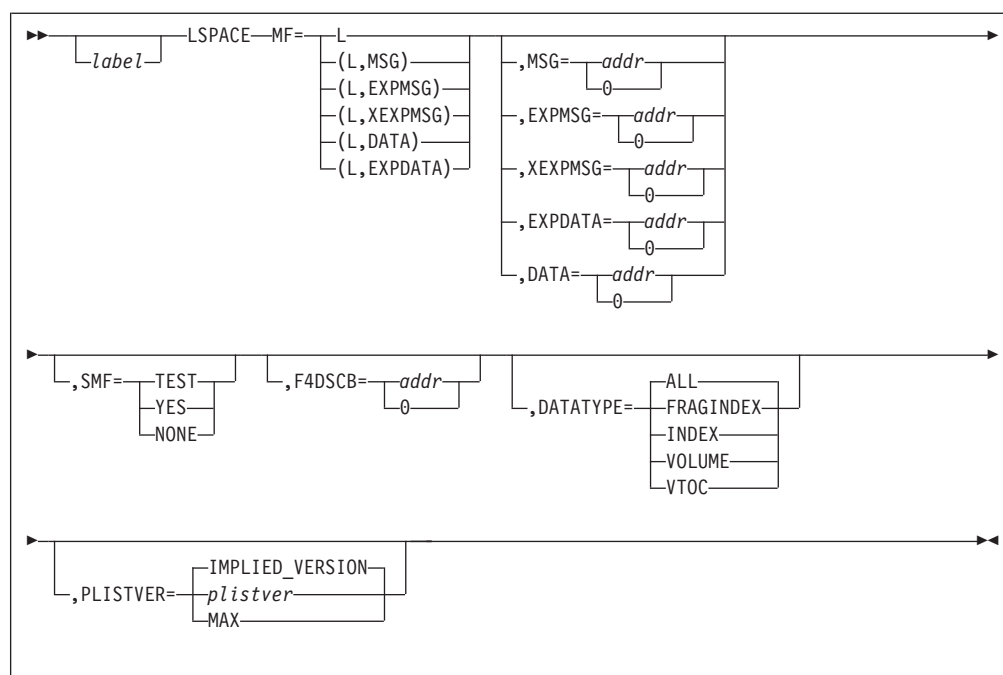 label LSPACE MF= L
(L,MSG)
(L,EXPMSG)
(L,XEXPMSG)
(L,DATA)
(L,EXPDATA)
,MSG= addr
0
,EXPMSG= addr
0
,XEXPMSG= addr
0
,EXPDATA= addr
0
,DATA= addr
0
,SMF= TEST
YES
NONE
,F4DSCB= addr
0
,DATATYPE= ALL
FRAGINDEX
INDEX
VOLUME
VTOC
,PLISTVER= IMPLIED_VERSION
plistver
MAX